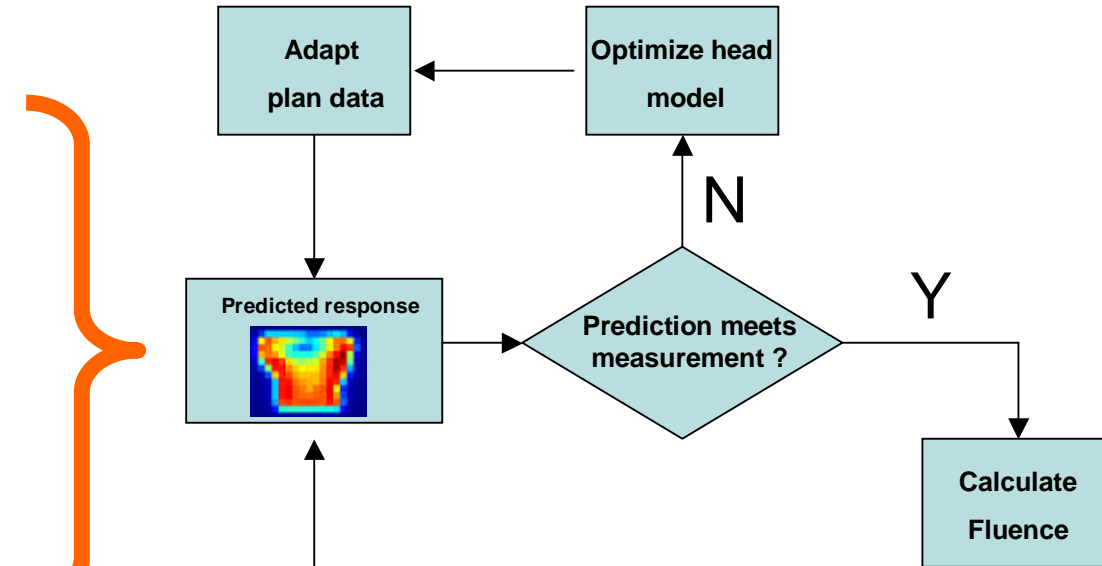 Adapt
plan data
Optimize head
model
N
Y
Predicted response
Prediction meets
measurement ?
Calculate
Fluence